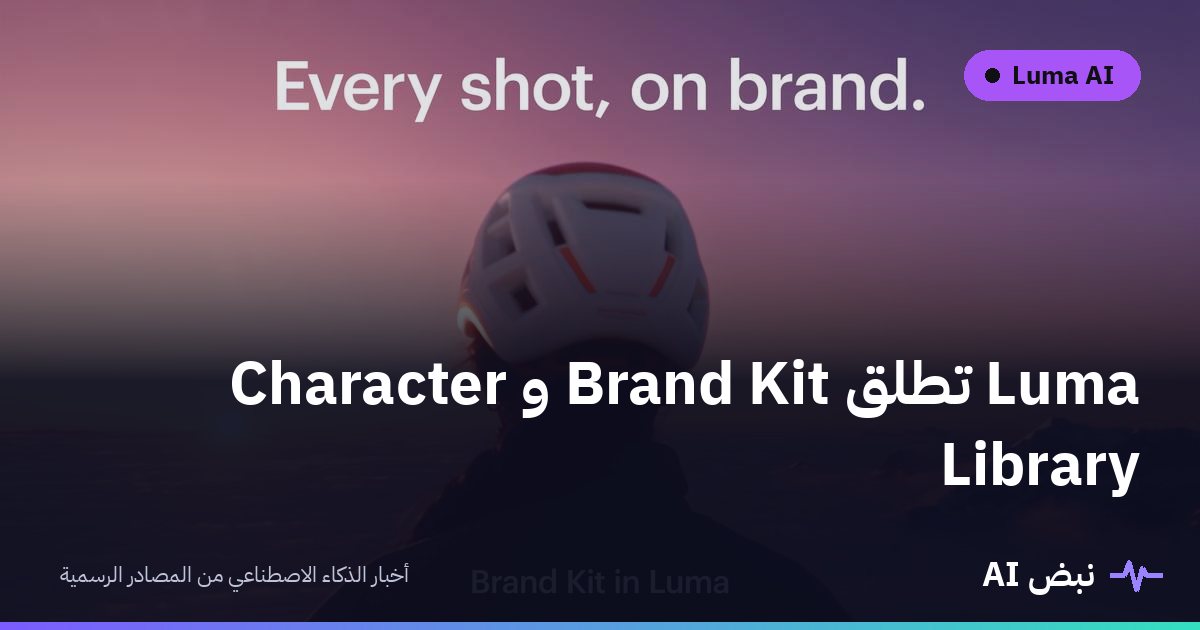 Every shot, on brand.
Luma AI
Luma تطلق Brand Kit و Character
Library
نبض AI
أخبار الذكاء الاصطناعي من المصادر الرسمية
Brand Kit in Luma